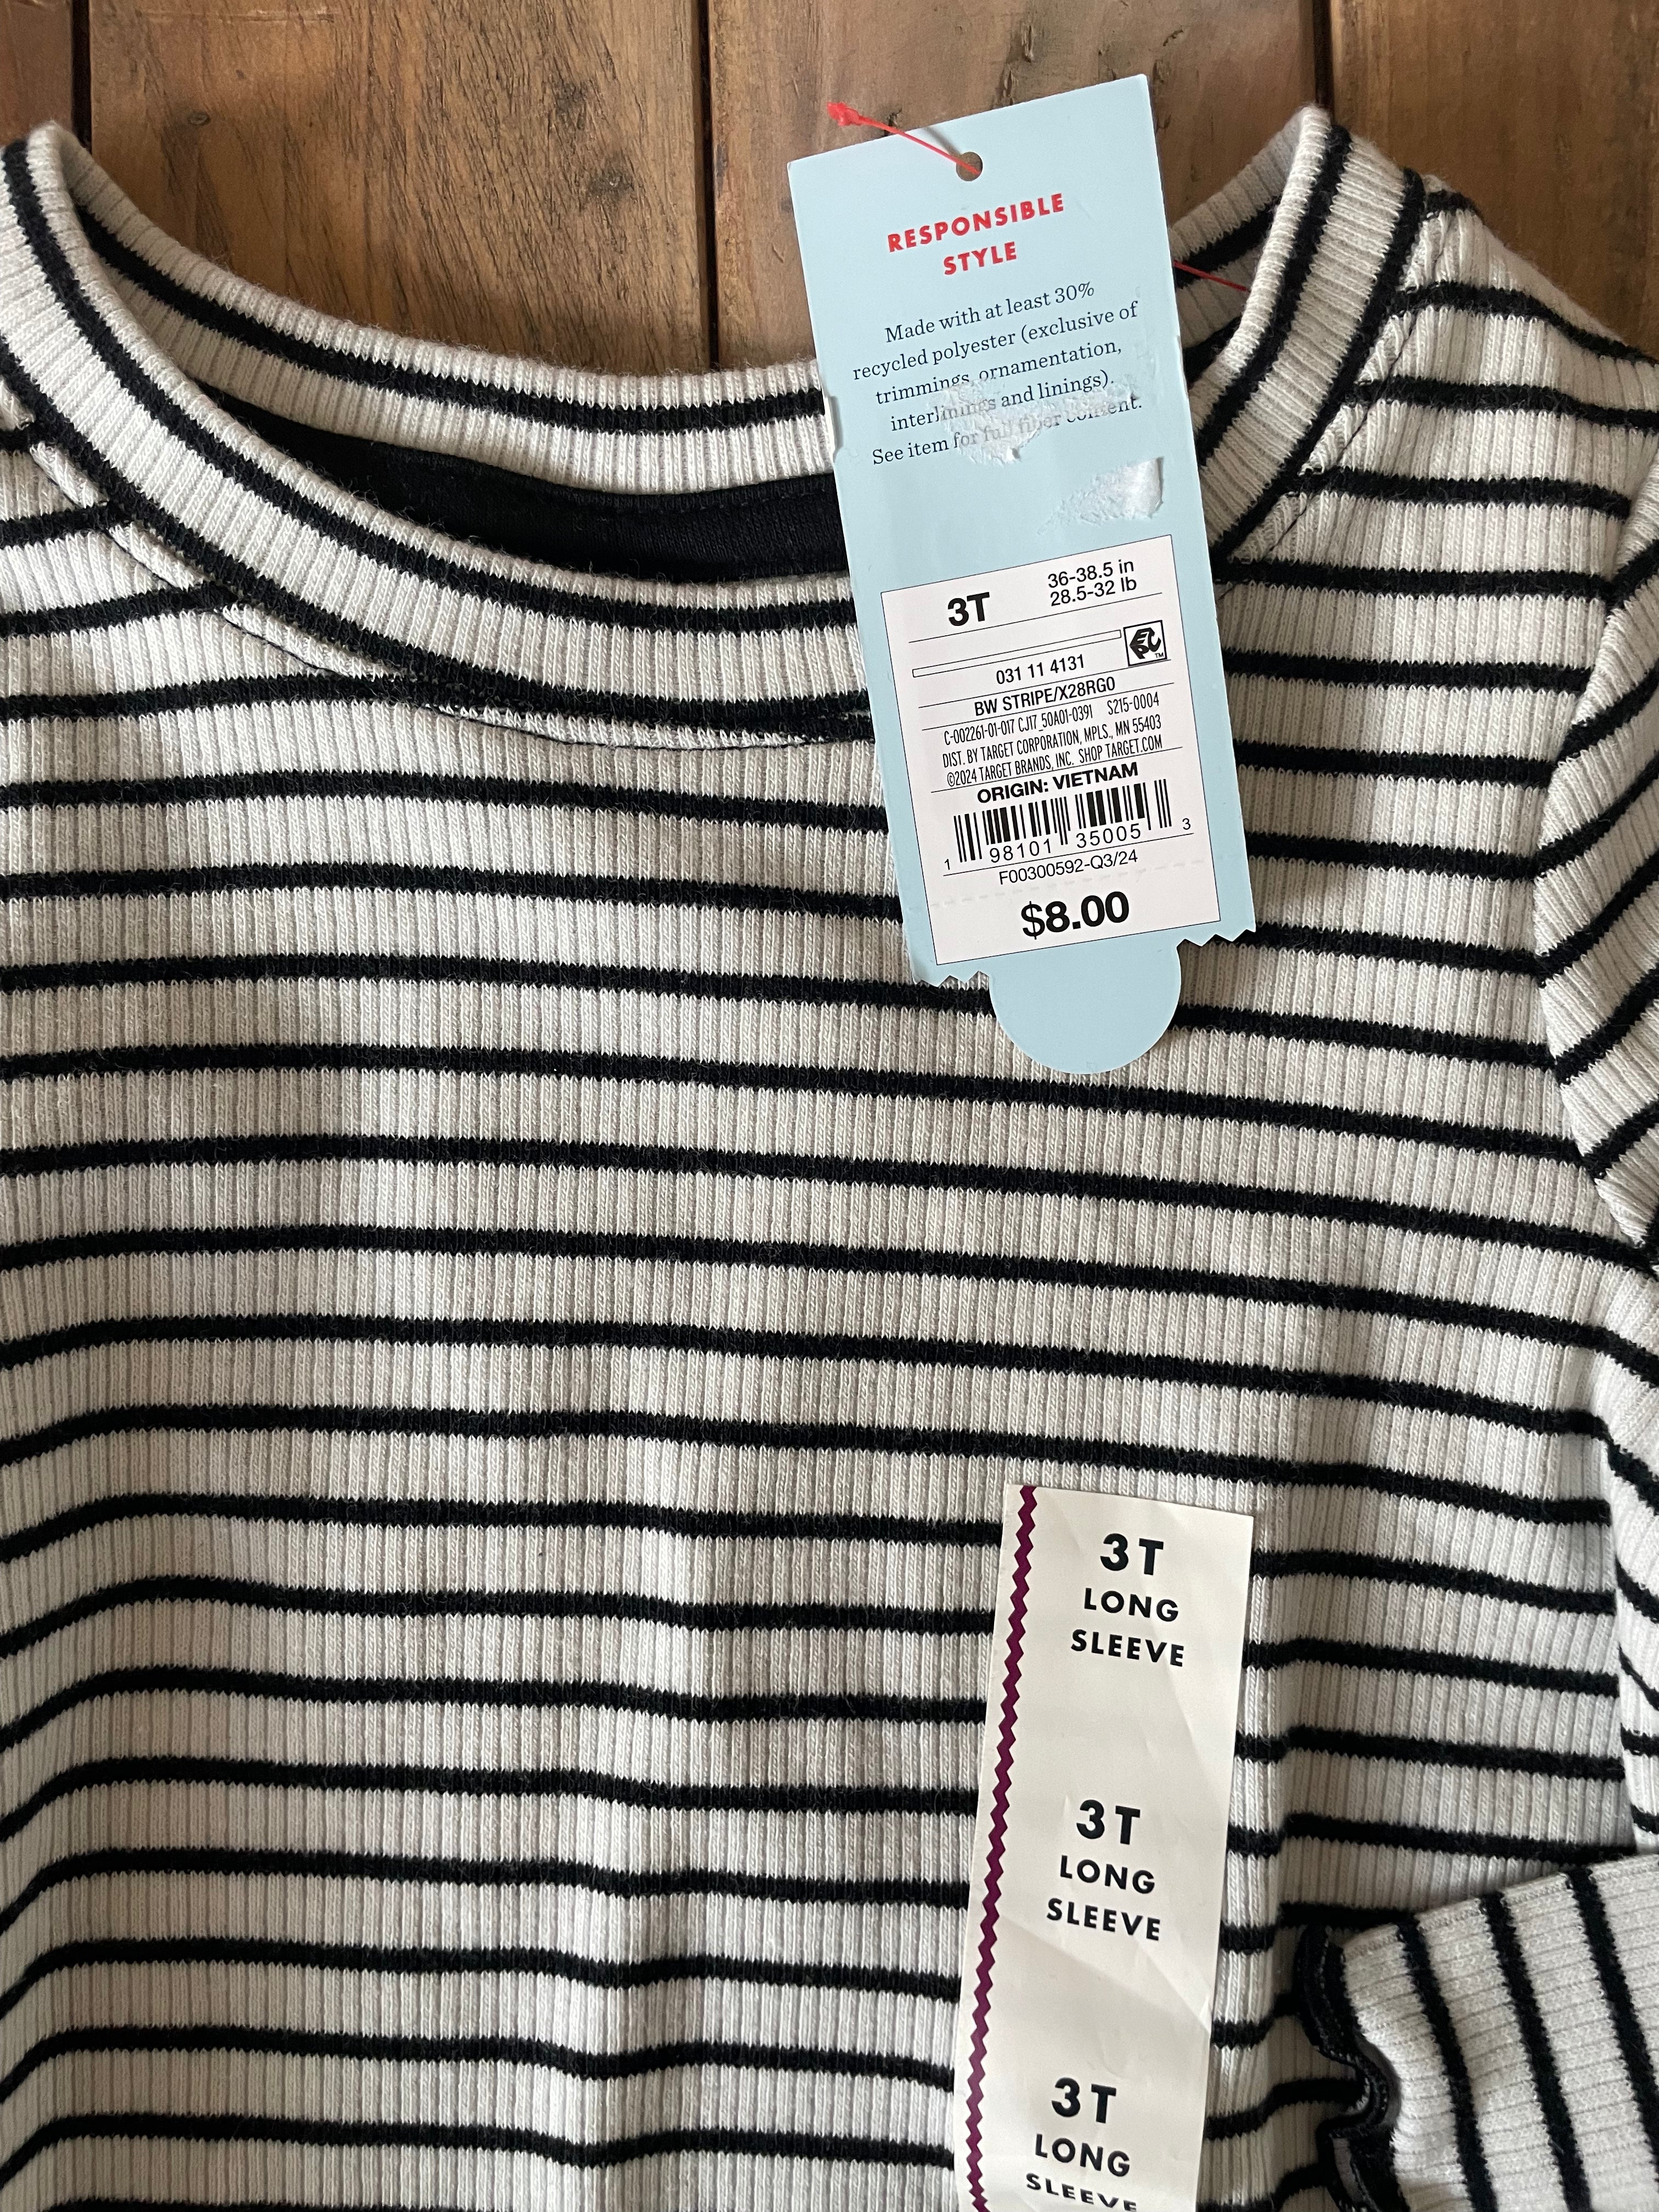 RESPONSIBLE
STYLE
Made with at least 30%
recycled polyester (exclusive of
trimmings, ornamentation,
interlinings and linings).
See item for full fiber content.
3T
36-38.5 in
28.5-32 lb
031 11 4131
BW STRIPE/X28RG0
C-002261-01-017 CJ17_50A01-0391 S215-0004
DIST. BY TARGET CORPORATION, MPLS., MN 55403
©2024 TARGET BRANDS, INC. SHOP TARGET.COM
ORIGIN: VIETNAM
1 98101 35005 3
F00300592-Q3/24
$8.00
3T
LONG
SLEEVE
3T
LONG
SLEEVE
3T
LONG
SLEEVE